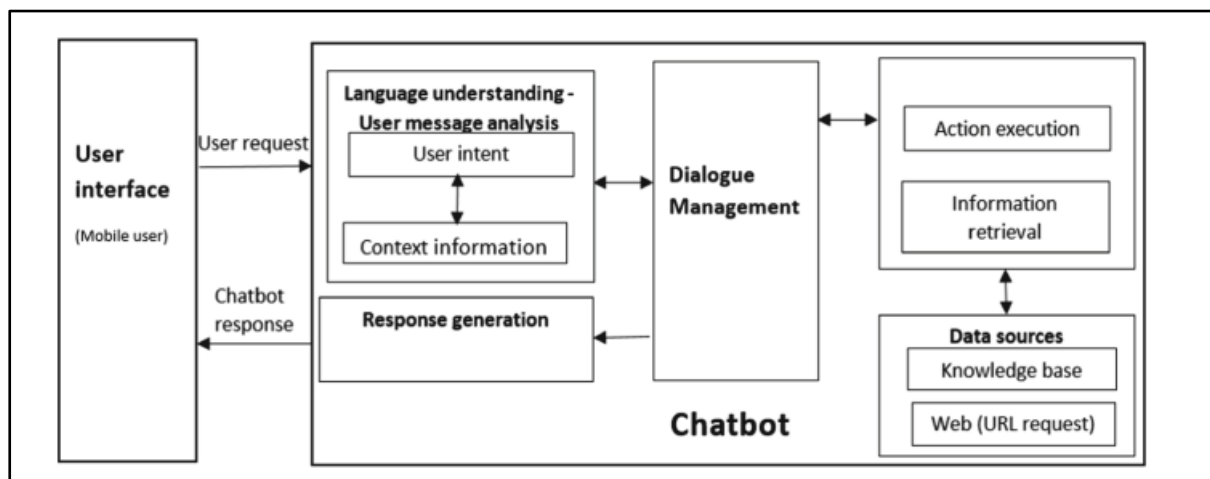 User
interface
(Mobile user)
User request
Chatbot
response
Language understanding -
User message analysis
User intent
Context information
Response generation
Dialogue
Management
Action execution
Information
retrieval
Data sources
Knowledge base
Web (URL request)
Chatbot